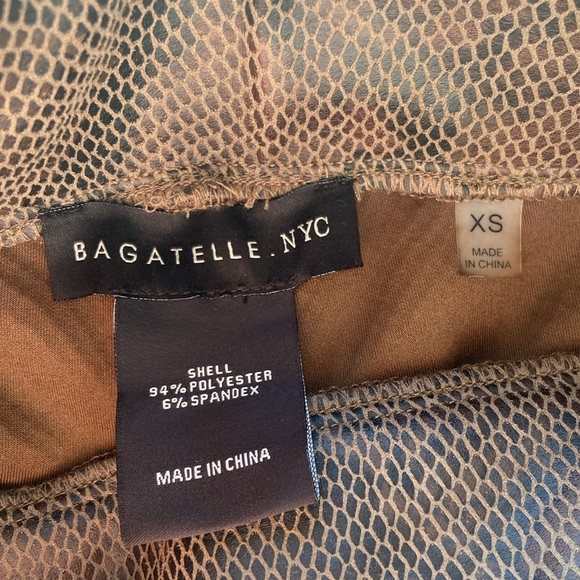 BAGATELLE.NYC
XS
MADE
IN CHINA
SHELL
94% POLYESTER
6% SPANDEX
MADE IN CHINA